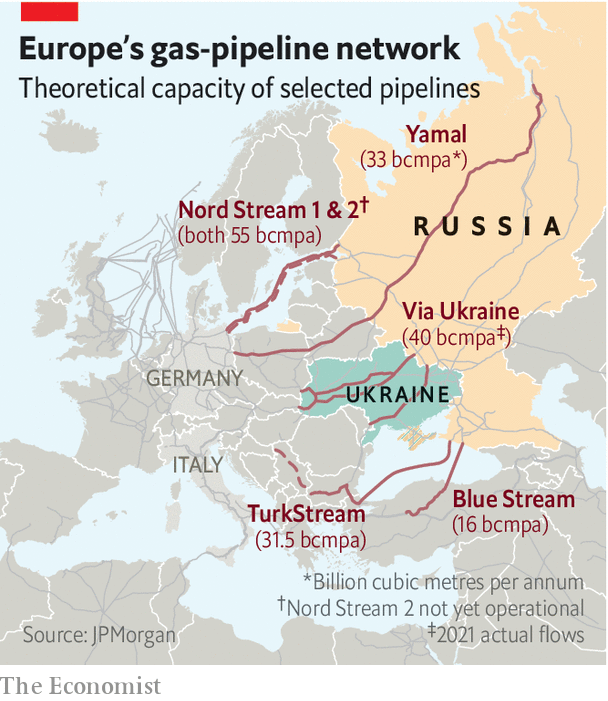 Europe's gas-pipeline network
Theoretical capacity of selected pipelines
Yamal
(33 bcmpa*)
Nord Stream 1 & 2†
(both 55 bcmpa)
RUSSIA
Via Ukraine
(40 bcmpa‡)
GERMANY
UKRAINE
ITALY
TurkStream
(31.5 bcmpa)
Blue Stream
(16 bcmpa)
*Billion cubic metres per annum
†Nord Stream 2 not yet operational
‡2021 actual flows
Source: JPMorgan
The Economist